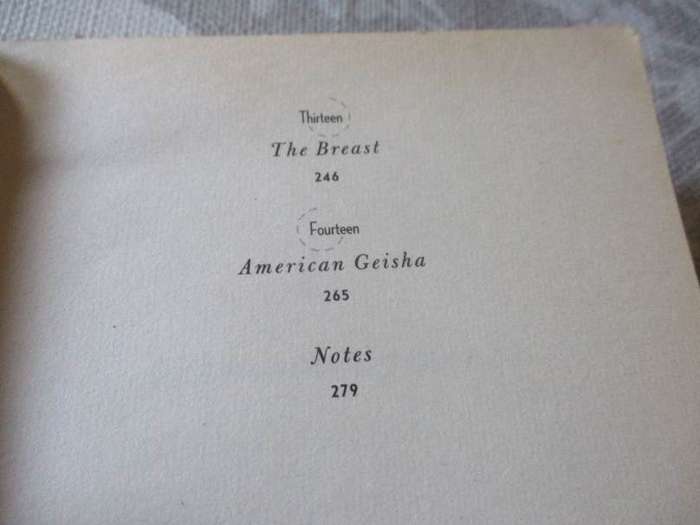 Thirteen
The Breast
246
Fourteen
American Geisha
265
Notes
279